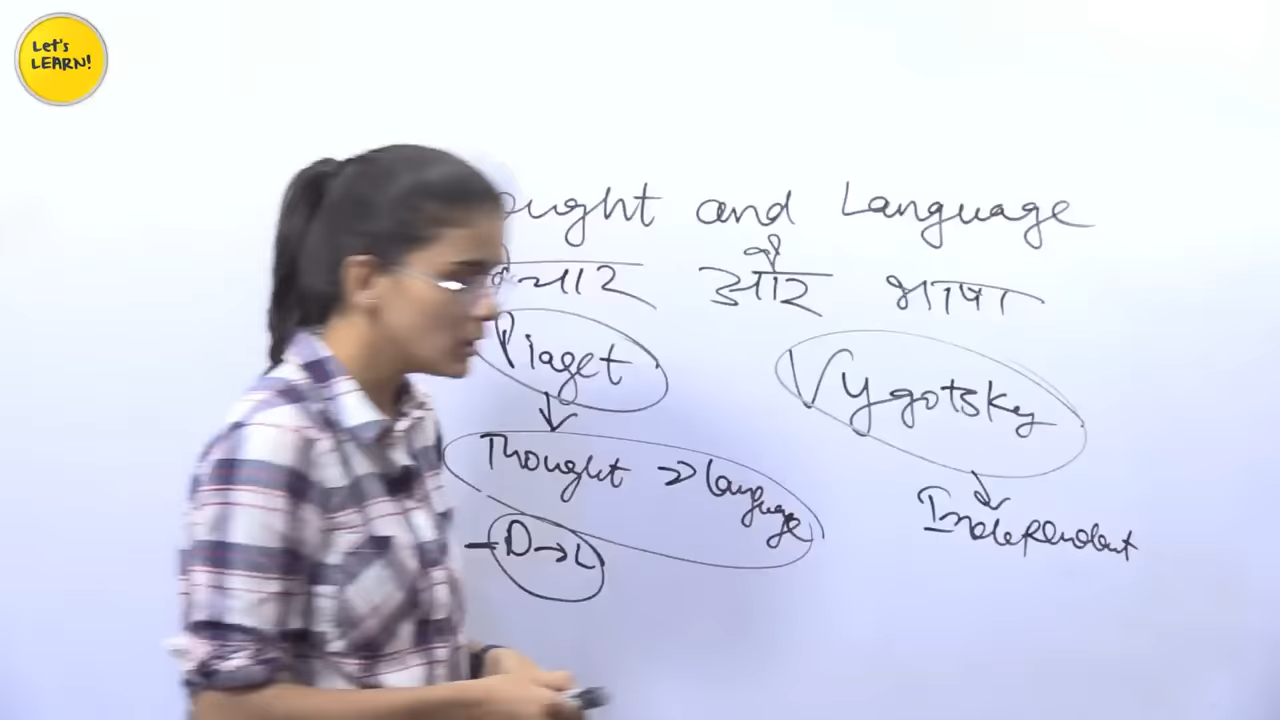 Let's
LEARN!
ought and Language
चार और भाषा
Piaget
Vygotsky
Thought → Language
Independent
- D → L